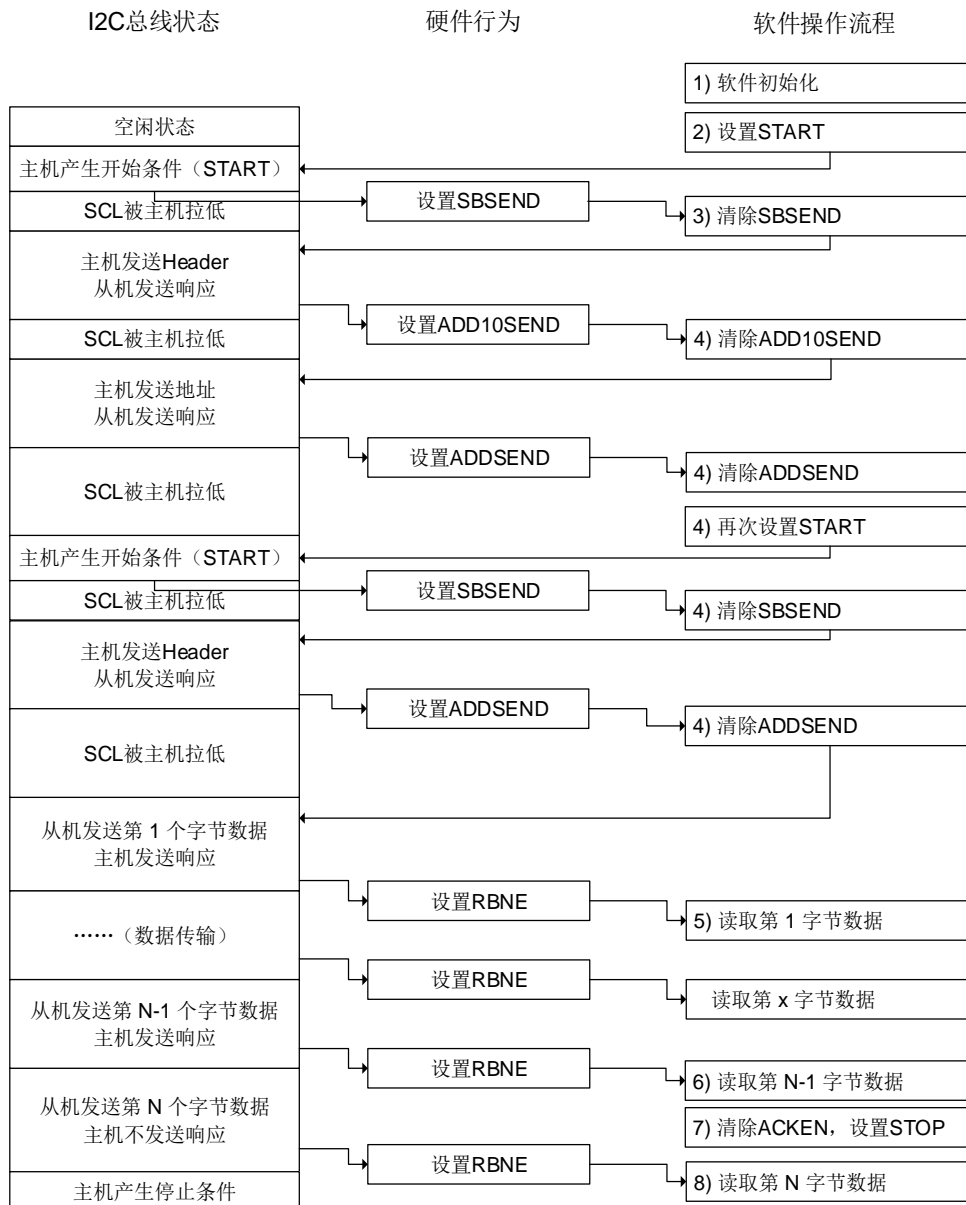 I2C总线状态 硬件行为 软件操作流程
1) 软件初始化
空闲状态
2) 设置START
主机产生开始条件（START）
设置SBSEND
SCL被主机拉低
3) 清除SBSEND
主机发送Header
从机发送响应
设置ADD10SEND
SCL被主机拉低
4) 清除ADD10SEND
主机发送地址
从机发送响应
设置ADDSEND
4) 清除ADDSEND
SCL被主机拉低
4) 再次设置START
主机产生开始条件（START）
设置SBSEND
SCL被主机拉低
4) 清除SBSEND
主机发送Header
从机发送响应
设置ADDSEND
4) 清除ADDSEND
SCL被主机拉低
从机发送第 1 个字节数据
主机发送响应
设置RBNE
5) 读取第 1 字节数据
……（数据传输）
设置RBNE
读取第 x 字节数据
从机发送第 N-1 个字节数据
主机发送响应
设置RBNE
6) 读取第 N-1 字节数据
从机发送第 N 个字节数据
主机不发送响应
7) 清除ACKEN，设置STOP
设置RBNE
8) 读取第 N 字节数据
主机产生停止条件